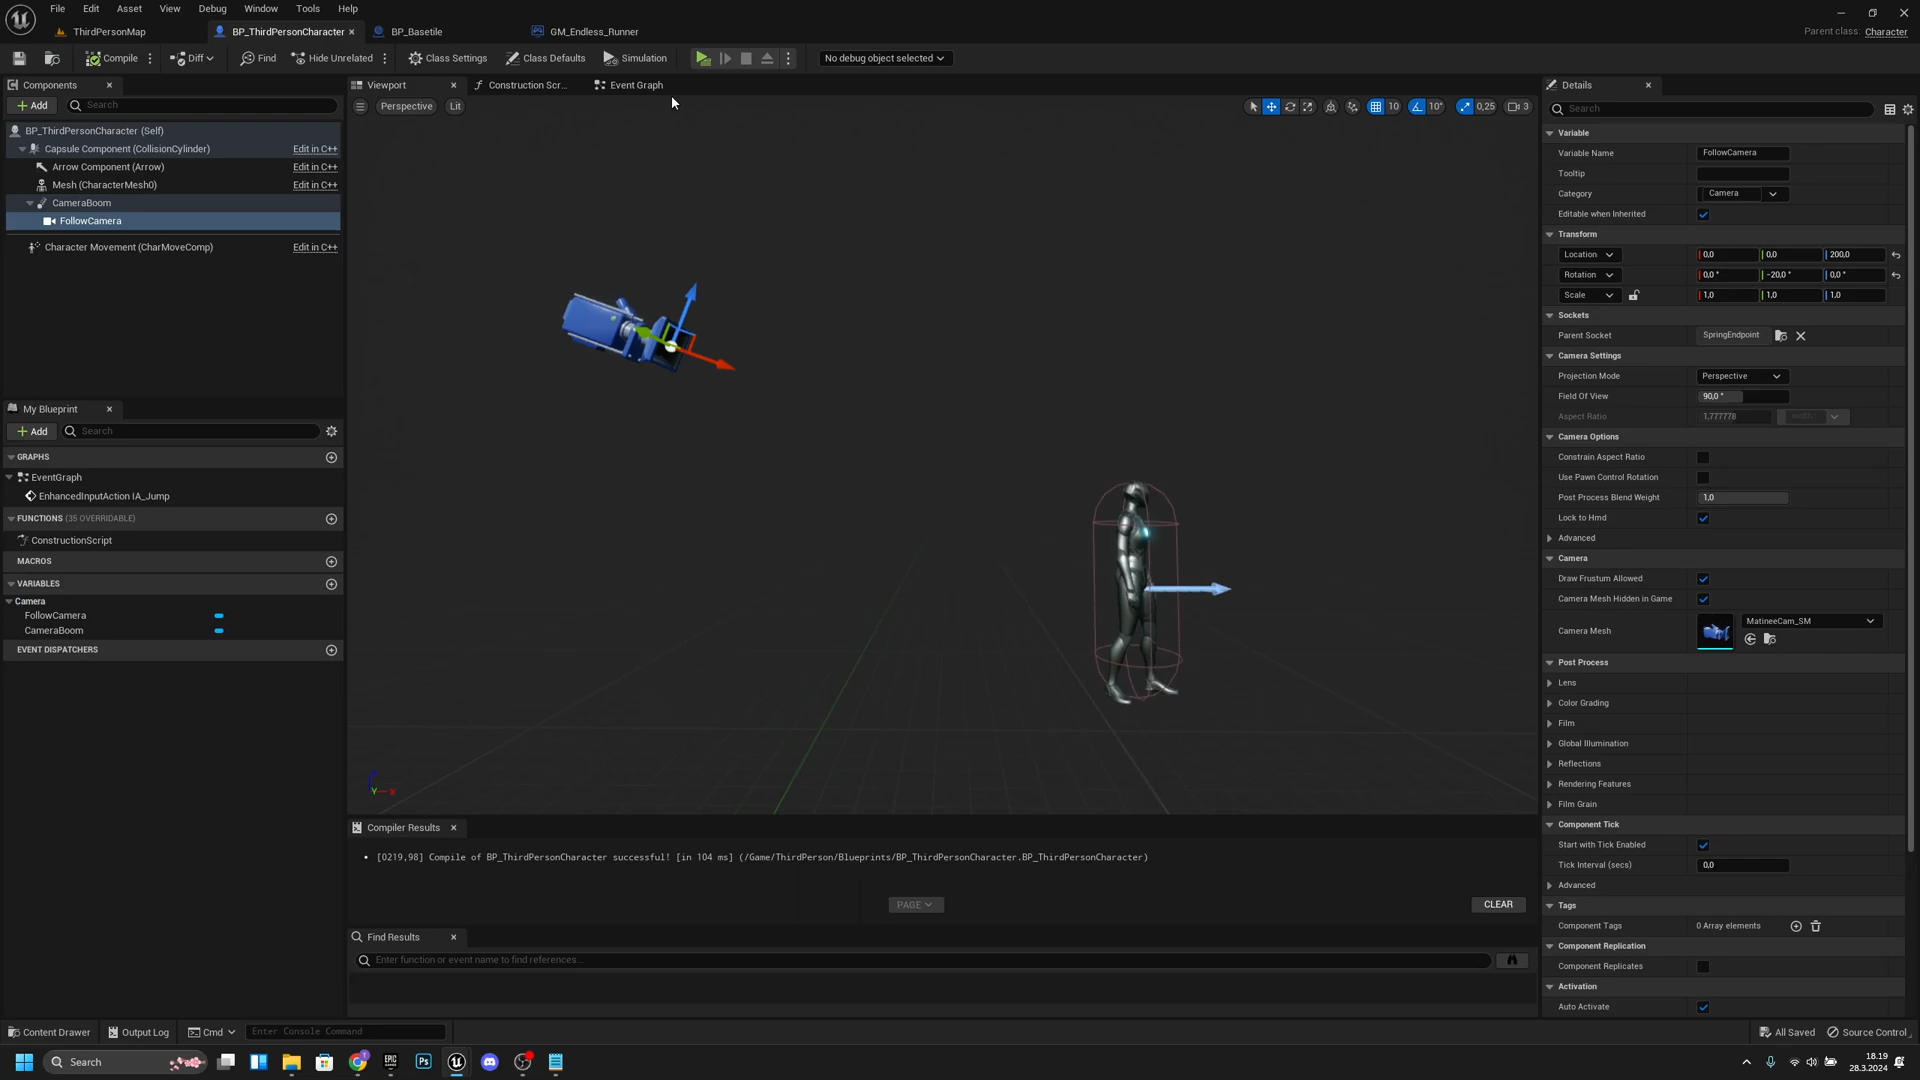 File Edit Asset View Debug Window Tools Help
ThirdPersonMap BP_ThirdPersonCharacter BP_Basetile GM_Endless_Runner Parent class: Character
Compile Diff Find Hide Unrelated Class Settings Class Defaults Simulation No debug object selected
Components
Add Search
BP_ThirdPersonCharacter (Self)
Capsule Component (CollisionCylinder) Edit in C++
Arrow Component (Arrow) Edit in C++
Mesh (CharacterMesh0) Edit in C++
CameraBoom
FollowCamera
Character Movement (CharMoveComp) Edit in C++
My Blueprint
Add Search
GRAPHS
EventGraph
EnhancedInputAction IA_Jump
FUNCTIONS (35 OVERRIDABLE)
ConstructionScript
MACROS
VARIABLES
Camera
FollowCamera
CameraBoom
EVENT DISPATCHERS
Viewport Construction Scr... Event Graph
Perspective Lit 10 10° 0,25 3
Z
Y X
Compiler Results
[0219,98] Compile of BP_ThirdPersonCharacter successful! [in 104 ms] (/Game/ThirdPerson/Blueprints/BP_ThirdPersonCharacter.BP_ThirdPersonCharacter)
PAGE CLEAR
Find Results
Enter function or event name to find references...
Details
Search
Variable
Variable Name FollowCamera
Tooltip
Category Camera
Editable when Inherited
Transform
Location 0,0 0,0 200,0
Rotation 0,0 ° -20,0 ° 0,0 °
Scale 1,0 1,0 1,0
Sockets
Parent Socket SpringEndpoint
Camera Settings
Projection Mode Perspective
Field Of View 90,0 °
Aspect Ratio 1,777778
Camera Options
Constrain Aspect Ratio
Use Pawn Control Rotation
Post Process Blend Weight 1,0
Lock to Hmd
Advanced
Camera
Draw Frustum Allowed
Camera Mesh Hidden in Game
Camera Mesh MatineeCam_SM
Post Process
Lens
Color Grading
Film
Global Illumination
Reflections
Rendering Features
Film Grain
Component Tick
Start with Tick Enabled
Tick Interval (secs) 0,0
Advanced
Tags
Component Tags 0 Array elements
Component Replication
Component Replicates
Activation
Auto Activate
Content Drawer Output Log Cmd Enter Console Command All Saved Source Control
Search EPIC Ps 18.19
28.3.2024